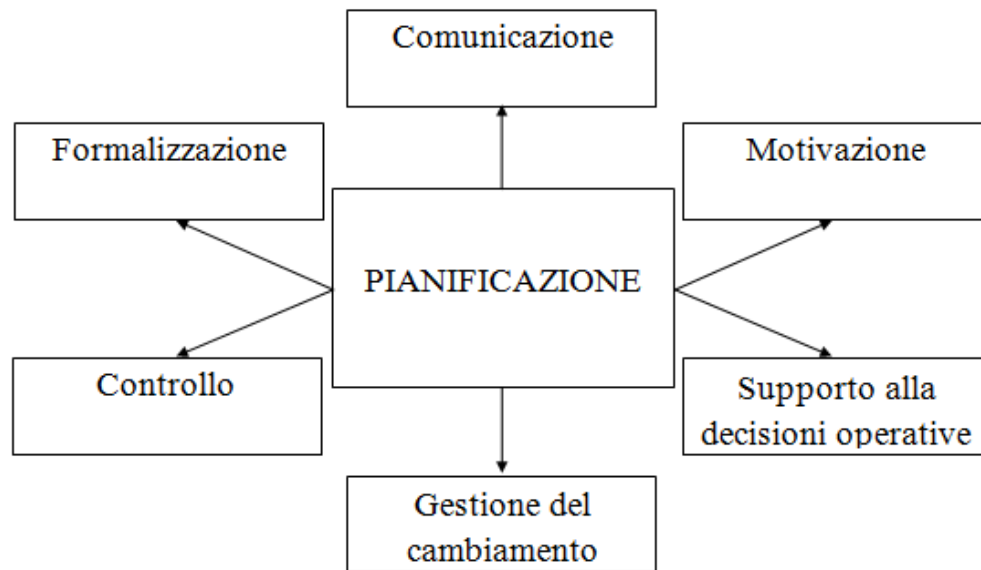 Comunicazione
Formalizzazione
Motivazione
PIANIFICAZIONE
Controllo
Supporto alla
decisioni operative
Gestione del
cambiamento